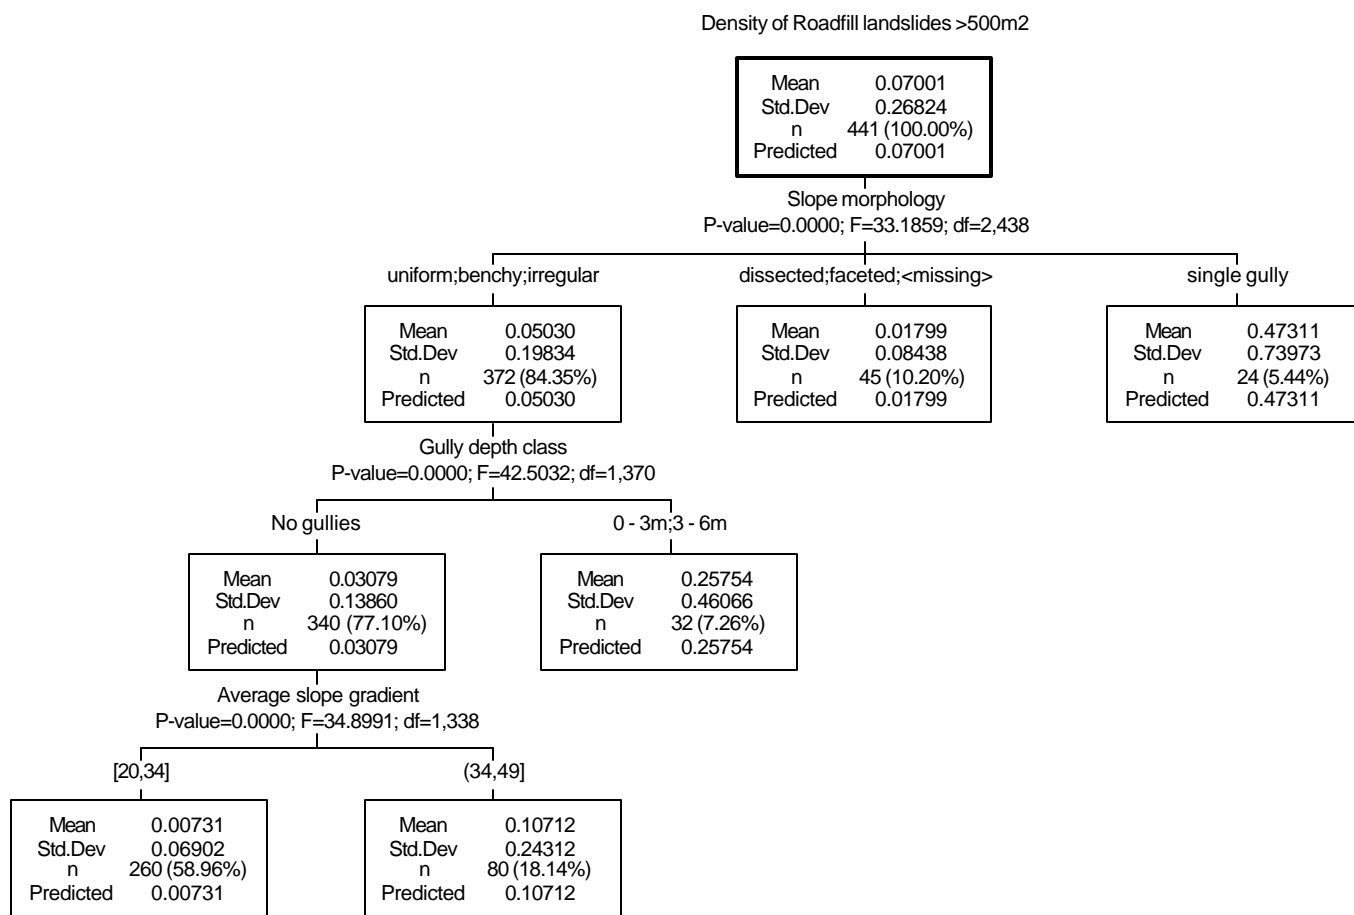 Density of Roadfill landslides >500m2
Mean 0.07001
Std.Dev 0.26824
n 441 (100.00%)
Predicted 0.07001
Slope morphology
P-value=0.0000; F=33.1859; df=2,438
uniform;benchy;irregular
dissected;faceted;<missing>
single gully
Mean 0.05030
Std.Dev 0.19834
n 372 (84.35%)
Predicted 0.05030
Mean 0.01799
Std.Dev 0.08438
n 45 (10.20%)
Predicted 0.01799
Mean 0.47311
Std.Dev 0.73973
n 24 (5.44%)
Predicted 0.47311
Gully depth class
P-value=0.0000; F=42.5032; df=1,370
No gullies
0 - 3m;3 - 6m
Mean 0.03079
Std.Dev 0.13860
n 340 (77.10%)
Predicted 0.03079
Mean 0.25754
Std.Dev 0.46066
n 32 (7.26%)
Predicted 0.25754
Average slope gradient
P-value=0.0000; F=34.8991; df=1,338
[20,34]
(34,49]
Mean 0.00731
Std.Dev 0.06902
n 260 (58.96%)
Predicted 0.00731
Mean 0.10712
Std.Dev 0.24312
n 80 (18.14%)
Predicted 0.10712